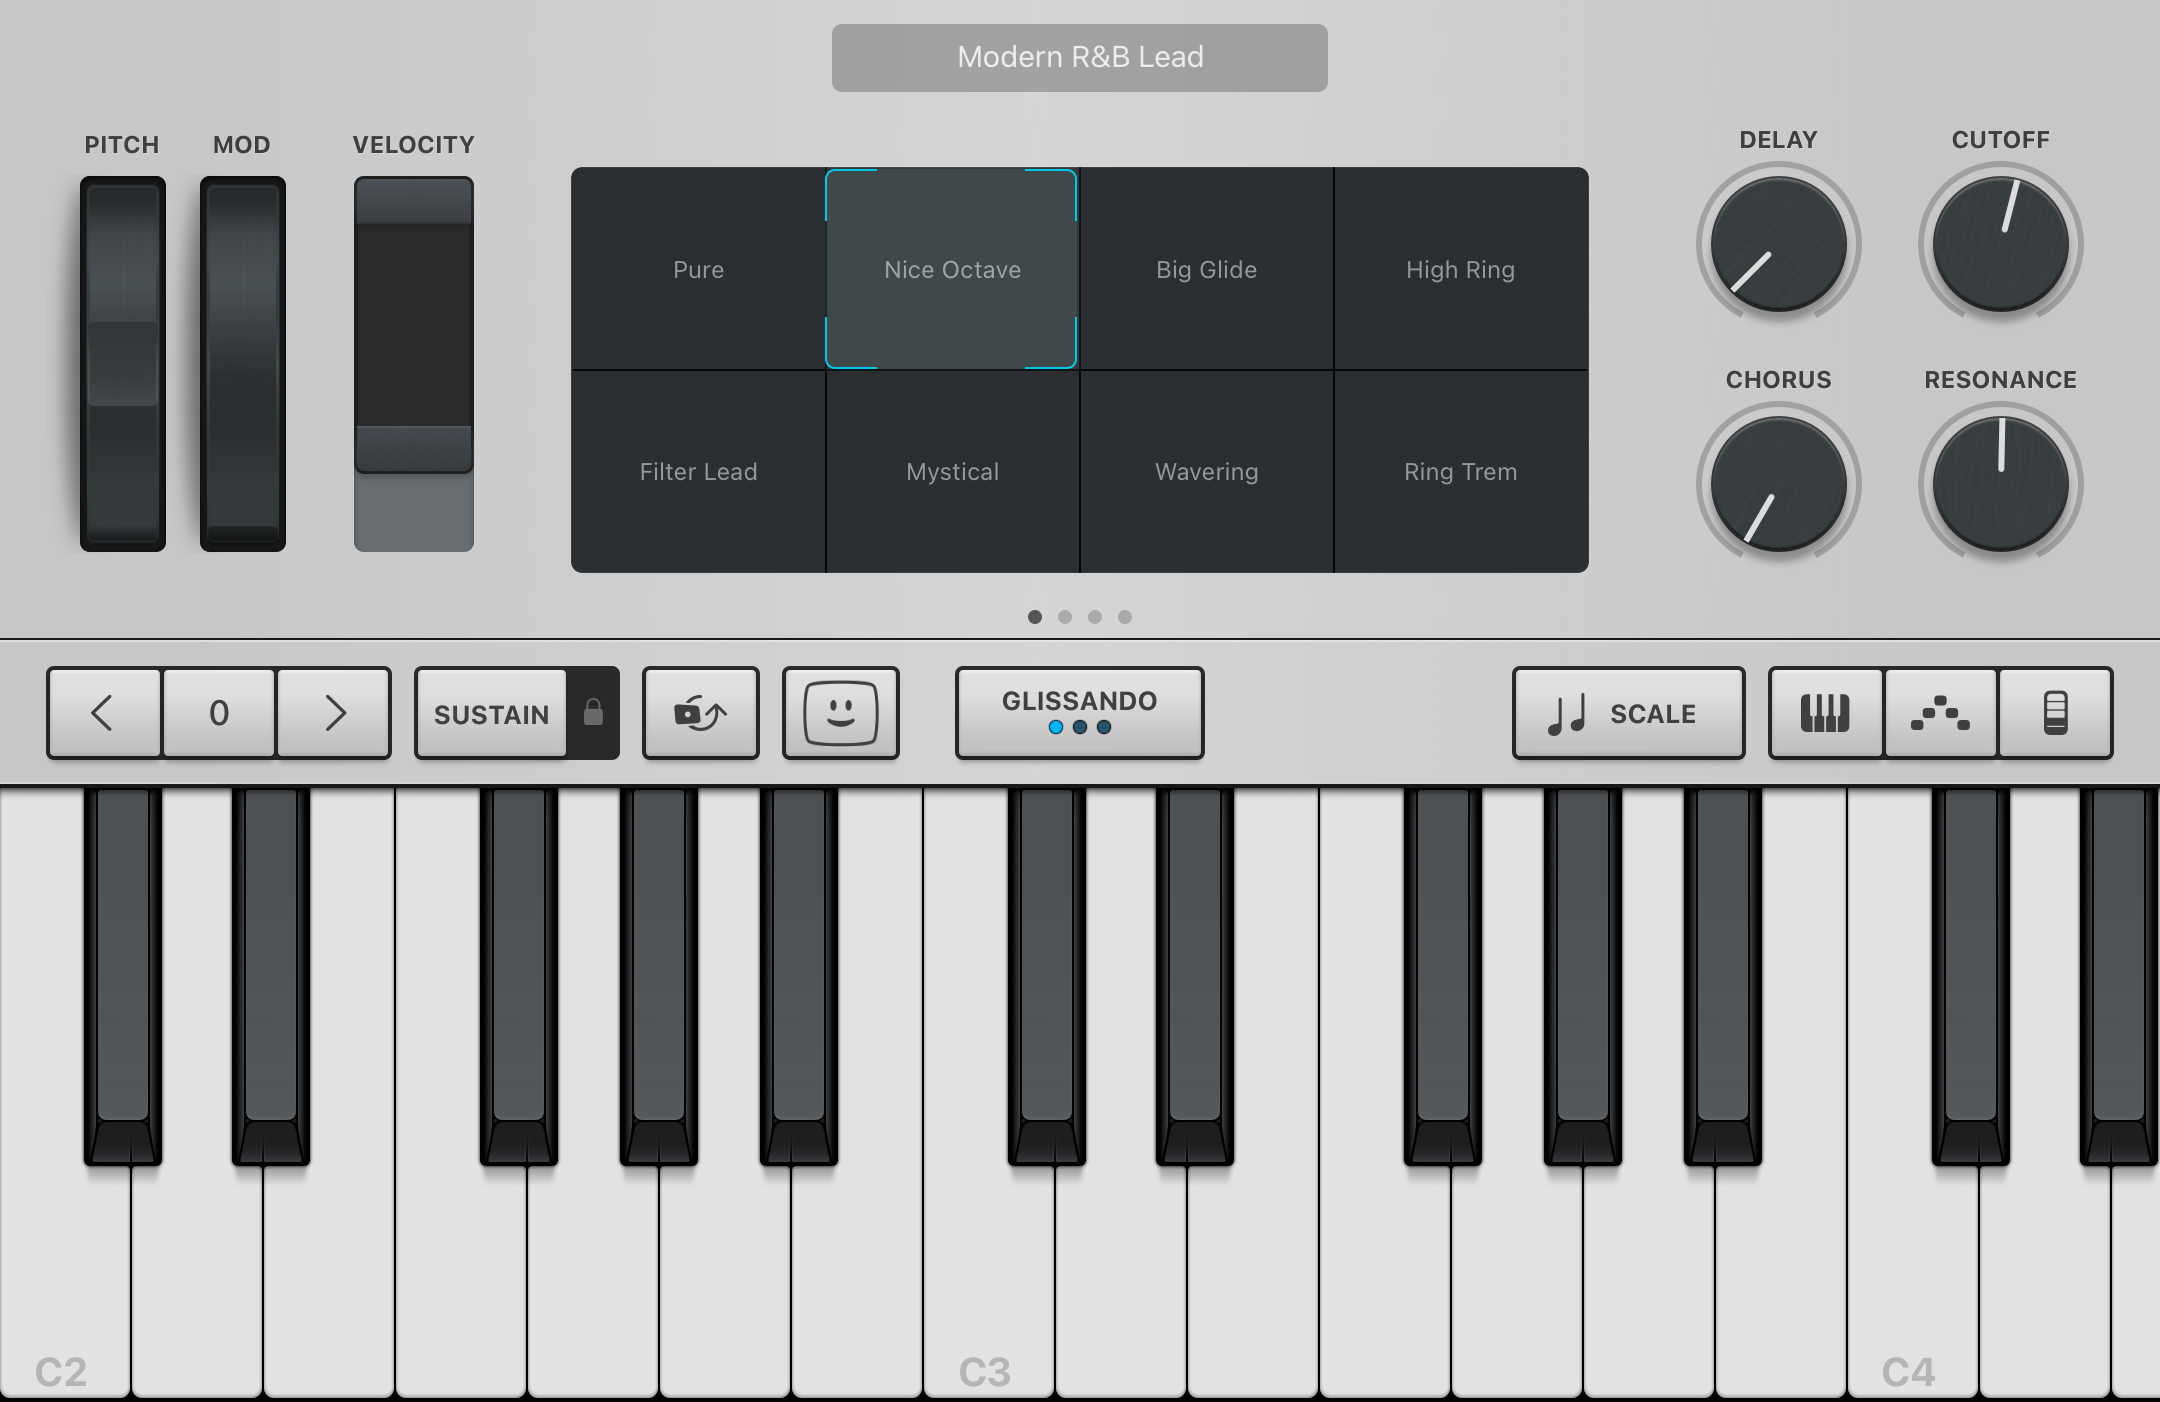 Modern R&B Lead
PITCH
MOD
VELOCITY
DELAY
CUTOFF
Pure
Nice Octave
Big Glide
High Ring
CHORUS
RESONANCE
Filter Lead
Mystical
Wavering
Ring Trem
0
SUSTAIN
GLISSANDO
SCALE
C2
C3
C4